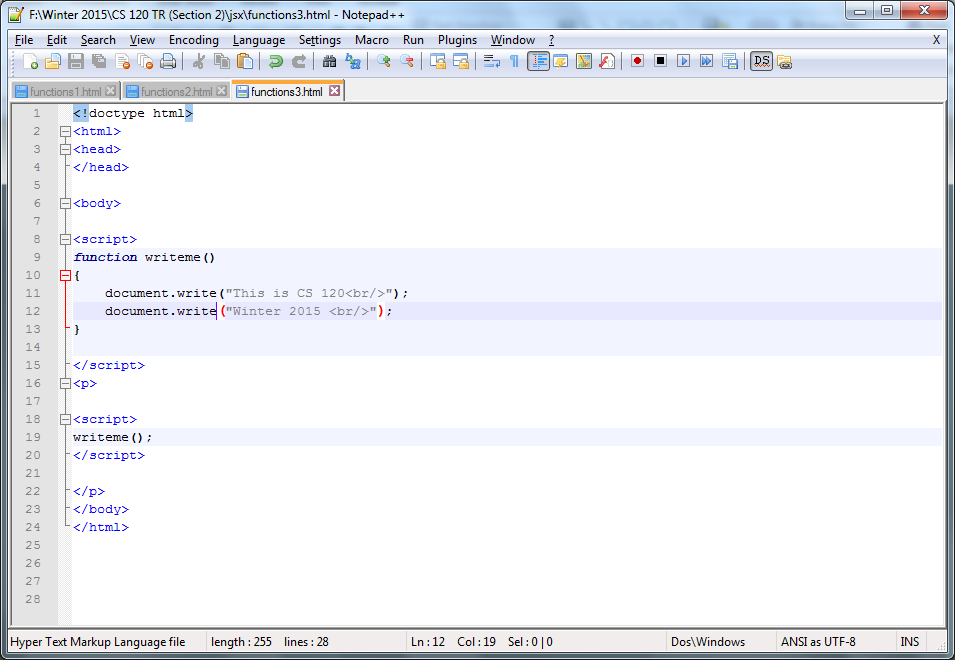 F:\Winter 2015\CS 120 TR (Section 2)\jsx\functions3.html - Notepad++
File Edit Search View Encoding Language Settings Macro Run Plugins Window ? X
functions1.html functions2.html functions3.html
1 <!doctype html>
2 <html>
3 <head>
4 </head>
5
6 <body>
7
8 <script>
9 function writeme()
10 {
11 document.write("This is CS 120<br/>");
12 document.write("Winter 2015 <br/>");
13 }
14
15 </script>
16 <p>
17
18 <script>
19 writeme();
20 </script>
21
22 </p>
23 </body>
24 </html>
25
26
27
28
Hyper Text Markup Language file length : 255 lines : 28 Ln : 12 Col : 19 Sel : 0 | 0 Dos\Windows ANSI as UTF-8 INS